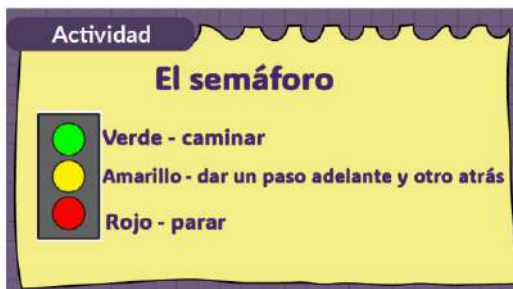 Actividad
El semáforo
Verde - caminar
Amarillo - dar un paso adelante y otro atrás
Rojo - parar